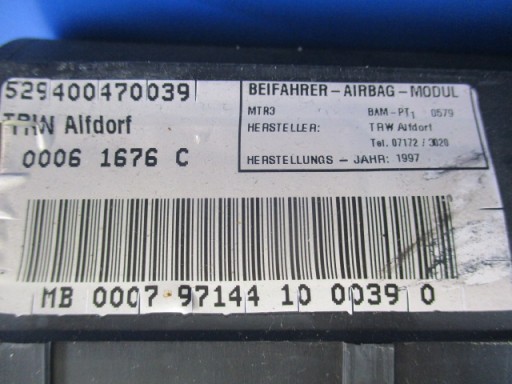 529400470039
TRW Alfdorf
0006 1676 C
BEIFAHRER-AIRBAG-MODUL
MTR3 BAM-PT1 0579
HERSTELLER: TRW Alfdorf
Tel. 07172 / 3020
HERSTELLUNGS - JAHR: 1997
MB 0007 97144 10 0039 0